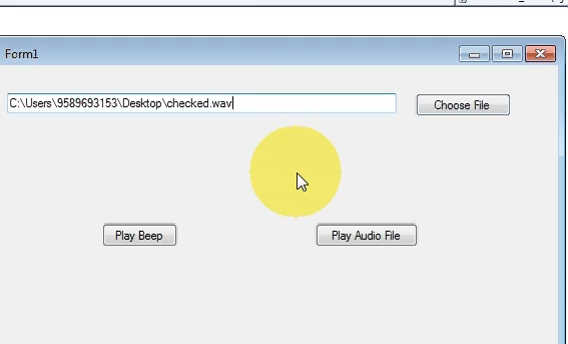 Form1
C:\Users\9589693153\Desktop\checked.wav
Choose File
Play Beep
Play Audio File